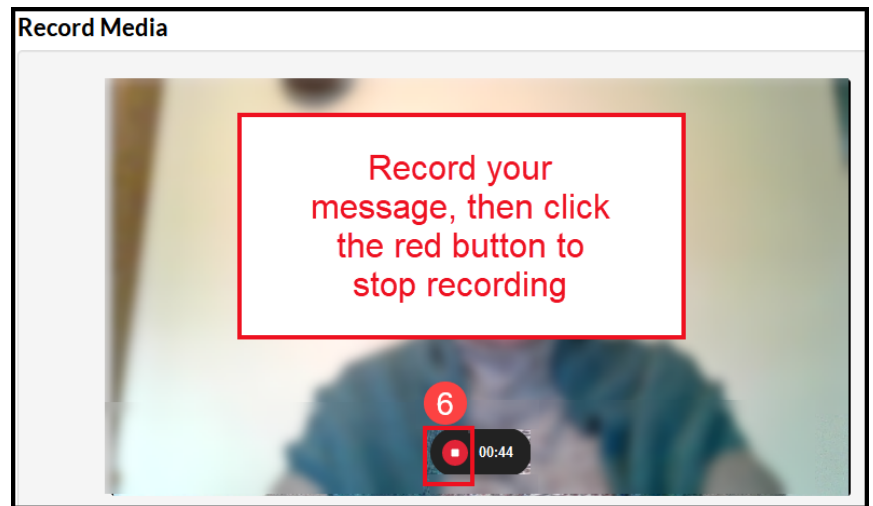 Record Media
Record your
message, then click
the red button to
stop recording
6
00:44